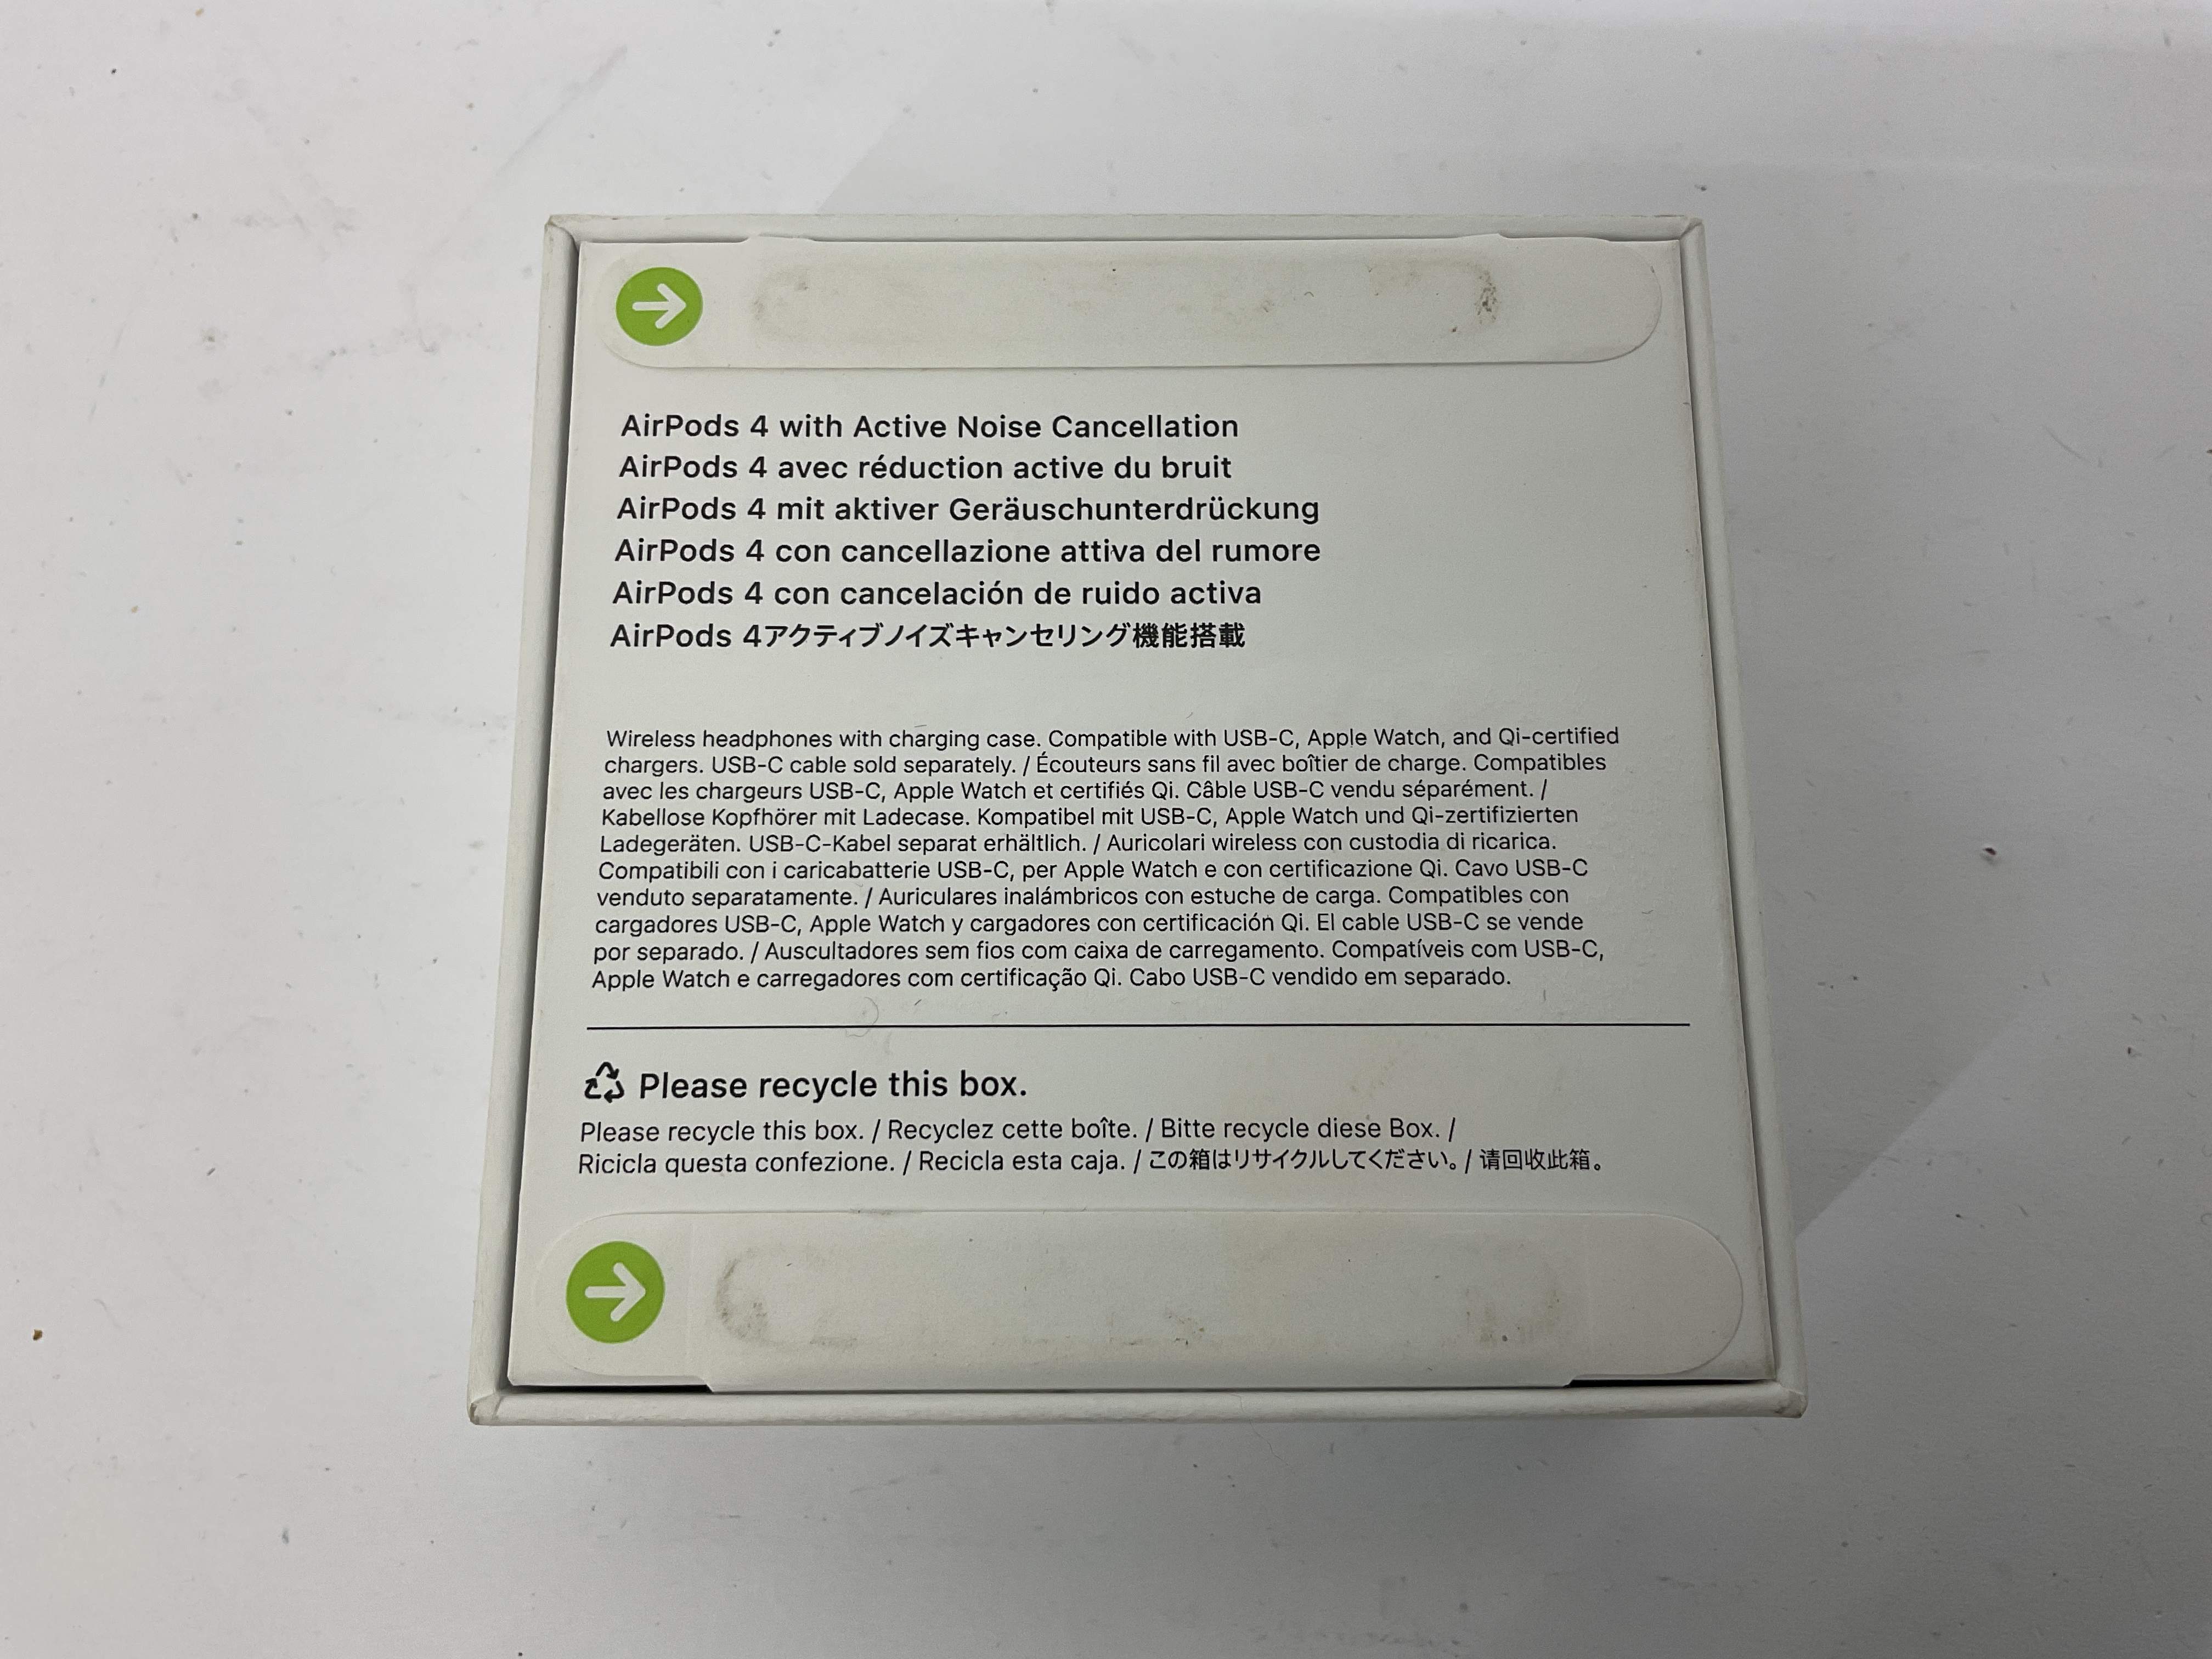 AirPods 4 with Active Noise Cancellation
AirPods 4 avec réduction active du bruit
AirPods 4 mit aktiver Geräuschunterdrückung
AirPods 4 con cancellazione attiva del rumore
AirPods 4 con cancelación de ruido activa
AirPods 4アクティブノイズキャンセリング機能搭載
Wireless headphones with charging case. Compatible with USB-C, Apple Watch, and Qi-certified
chargers. USB-C cable sold separately. / Écouteurs sans fil avec boîtier de charge. Compatibles
avec les chargeurs USB-C, Apple Watch et certifiés Qi. Câble USB-C vendu séparément. /
Kabellose Kopfhörer mit Ladecase. Kompatibel mit USB-C, Apple Watch und Qi-zertifizierten
Ladegeräten. USB-C-Kabel separat erhältlich. / Auricolari wireless con custodia di ricarica.
Compatibili con i caricabatterie USB-C, per Apple Watch e con certificazione Qi. Cavo USB-C
venduto separatamente. / Auriculares inalámbricos con estuche de carga. Compatibles con
cargadores USB-C, Apple Watch y cargadores con certificación Qi. El cable USB-C se vende
por separado. / Auscultadores sem fios com caixa de carregamento. Compatíveis com USB-C,
Apple Watch e carregadores com certificação Qi. Cabo USB-C vendido em separado.
Please recycle this box.
Please recycle this box. / Recyclez cette boîte. / Bitte recycle diese Box. /
Ricicla questa confezione. / Recicla esta caja. / この箱はリサイクルしてください。 / 请回收此箱。